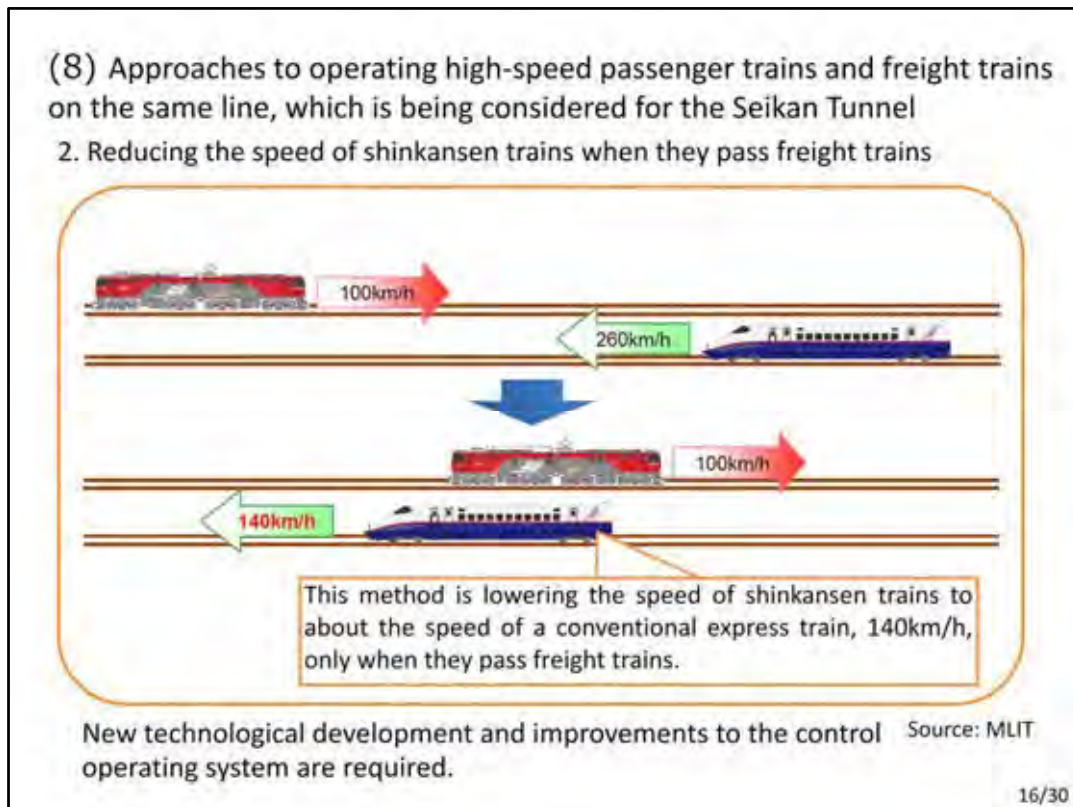 (8) Approaches to operating high-speed passenger trains and freight trains
on the same line, which is being considered for the Seikan Tunnel
2. Reducing the speed of shinkansen trains when they pass freight trains
100km/h
260km/h
100km/h
140km/h
This method is lowering the speed of shinkansen trains to
about the speed of a conventional express train, 140km/h,
only when they pass freight trains.
New technological development and improvements to the control
operating system are required.
Source: MLIT
16/30